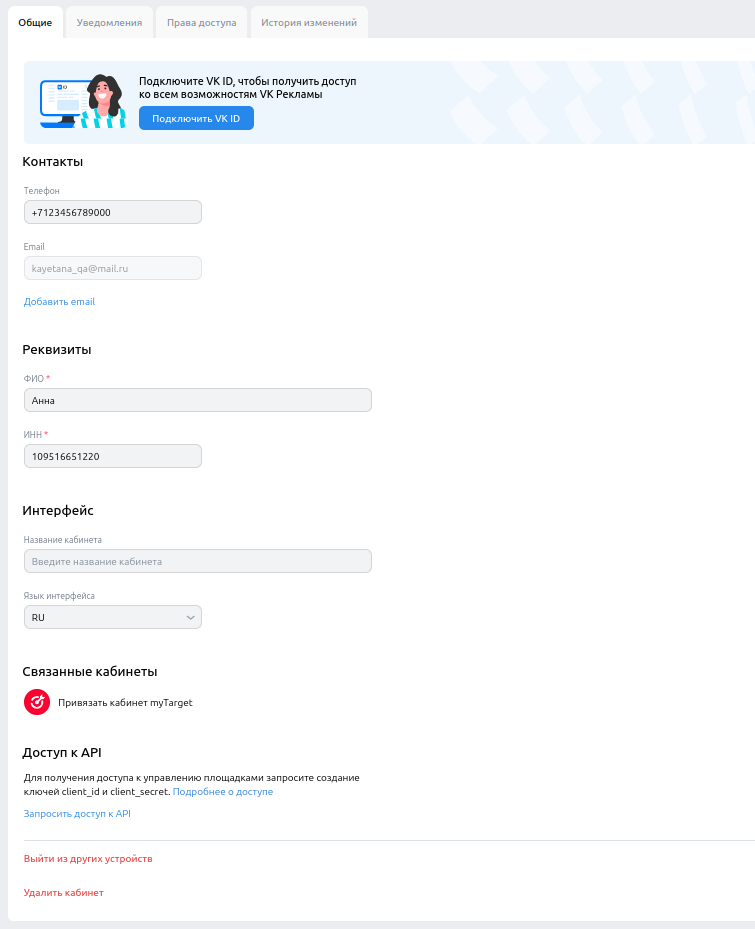 Общие Уведомления Права доступа История изменений
Подключите VK ID, чтобы получить доступ
ко всем возможностям VK Рекламы
Подключить VK ID
Контакты
Телефон
+7123456789000
Email
kayetana_qa@mail.ru
Добавить email
Реквизиты
ФИО *
Анна
ИНН *
109516651220
Интерфейс
Название кабинета
Введите название кабинета
Язык интерфейса
RU
Связанные кабинеты
Привязать кабинет myTarget
Доступ к API
Для получения доступа к управлению площадками запросите создание
ключей client_id и client_secret. Подробнее о доступе
Запросить доступ к API
Выйти из других устройств
Удалить кабинет